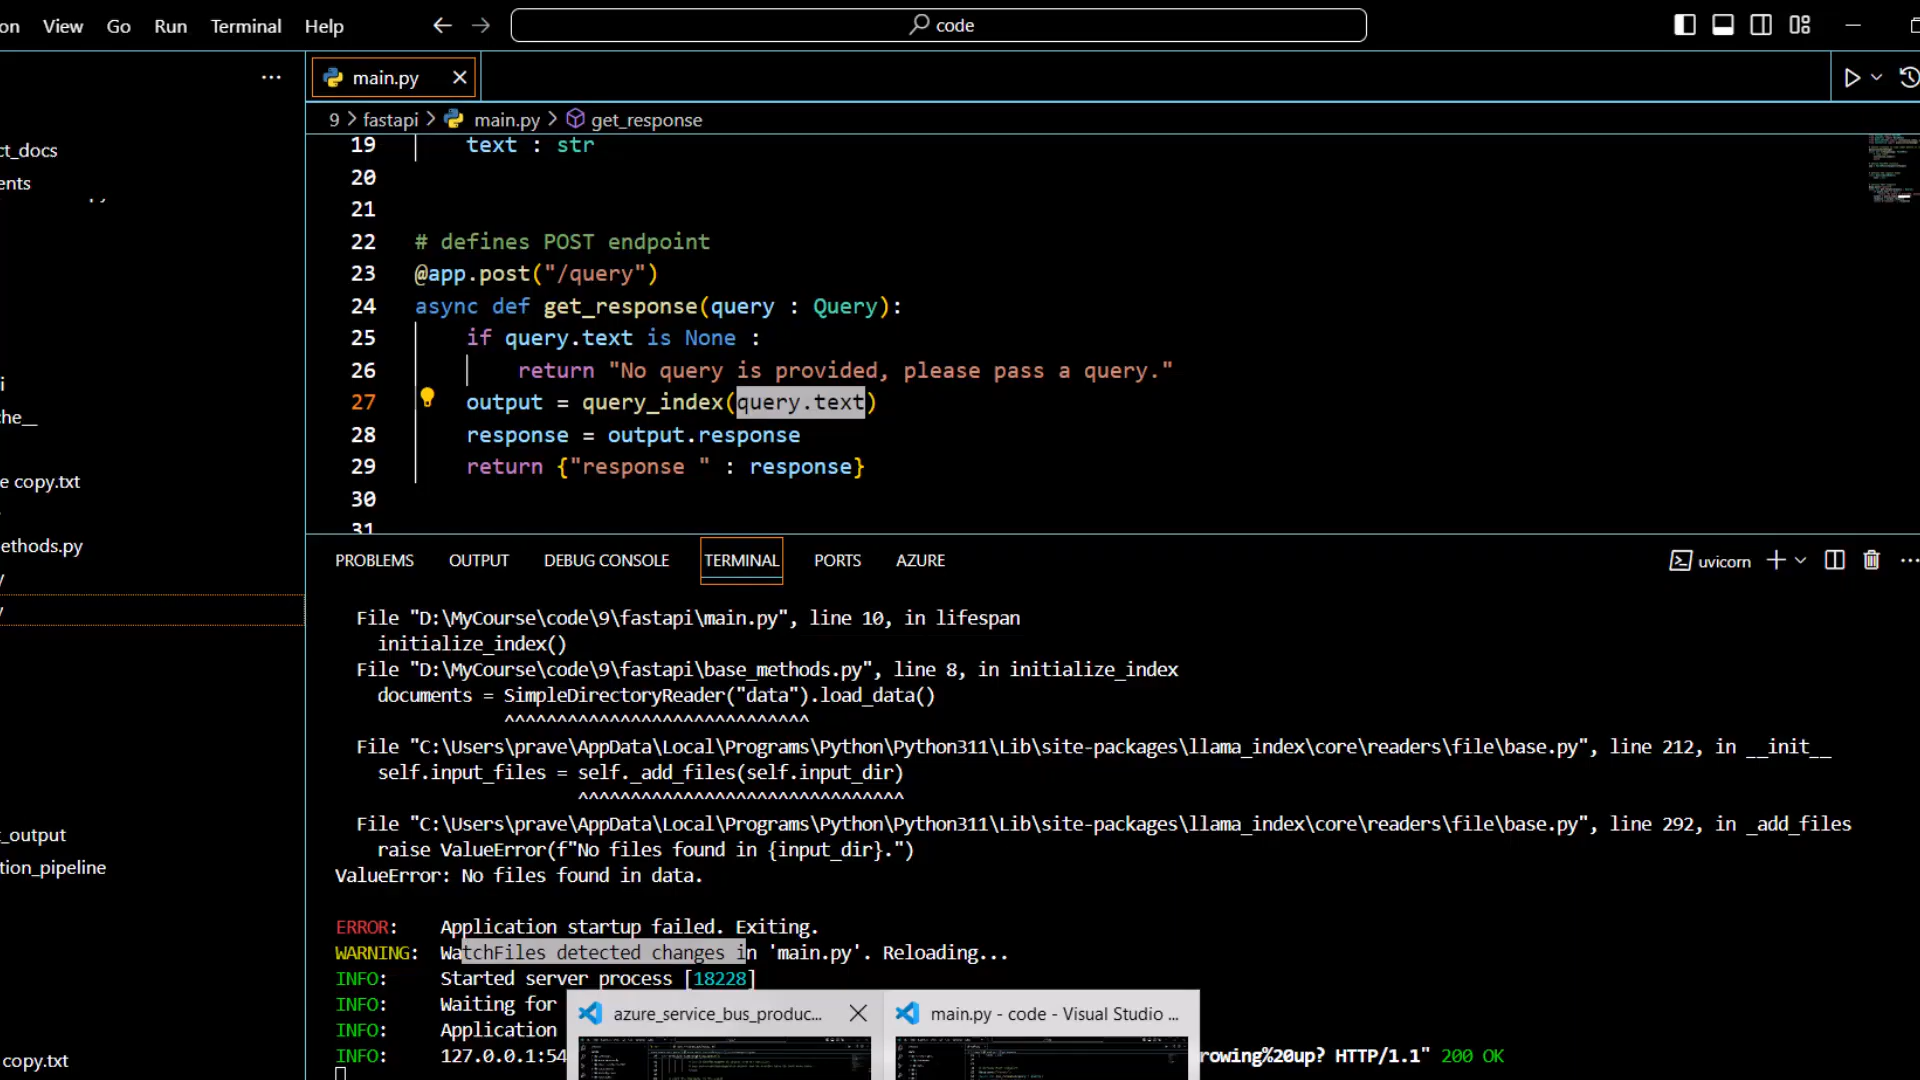 on View Go Run Terminal Help code
main.py
9 > fastapi > main.py > get_response
ct_docs
ents
i
che__
e copy.txt
ethods.py
y
_output
tion_pipeline
copy.txt
19 text : str
20
21
22 # defines POST endpoint
23 @app.post("/query")
24 async def get_response(query : Query):
25 if query.text is None :
26 return "No query is provided, please pass a query."
27 output = query_index(query.text)
28 response = output.response
29 return {"response " : response}
30
31
PROBLEMS OUTPUT DEBUG CONSOLE TERMINAL PORTS AZURE uvicorn
File "D:\MyCourse\code\9\fastapi\main.py", line 10, in lifespan
initialize_index()
File "D:\MyCourse\code\9\fastapi\base_methods.py", line 8, in initialize_index
documents = SimpleDirectoryReader("data").load_data()
^^^^^^^^^^^^^^^^^^^^^^^^^^^^^
File "C:\Users\prave\AppData\Local\Programs\Python\Python311\Lib\site-packages\llama_index\core\readers\file\base.py", line 212, in __init__
self.input_files = self._add_files(self.input_dir)
^^^^^^^^^^^^^^^^^^^^^^^^^^^^^^^
File "C:\Users\prave\AppData\Local\Programs\Python\Python311\Lib\site-packages\llama_index\core\readers\file\base.py", line 292, in _add_files
raise ValueError(f"No files found in {input_dir}.")
ValueError: No files found in data.
ERROR: Application startup failed. Exiting.
WARNING: WatchFiles detected changes in 'main.py'. Reloading...
INFO: Started server process [18228]
INFO: Waiting for
INFO: Application
INFO: 127.0.0.1:54
rowing%20up? HTTP/1.1" 200 OK
azure_service_bus_produc...
main.py - code - Visual Studio ...